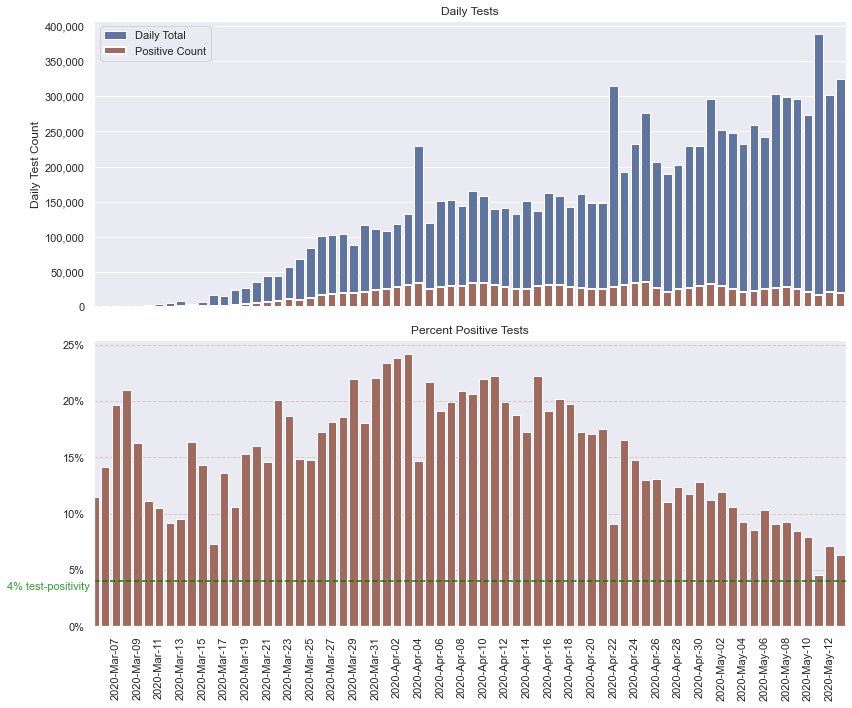 Daily Tests
400,000
350,000
300,000
250,000
200,000
150,000
100,000
50,000
0
Daily Test Count
Daily Total
Positive Count
Percent Positive Tests
25%
20%
15%
10%
5%
4% test-positivity
0%
2020-Mar-07
2020-Mar-09
2020-Mar-11
2020-Mar-13
2020-Mar-15
2020-Mar-17
2020-Mar-19
2020-Mar-21
2020-Mar-23
2020-Mar-25
2020-Mar-27
2020-Mar-29
2020-Mar-31
2020-Apr-02
2020-Apr-04
2020-Apr-06
2020-Apr-08
2020-Apr-10
2020-Apr-12
2020-Apr-14
2020-Apr-16
2020-Apr-18
2020-Apr-20
2020-Apr-22
2020-Apr-24
2020-Apr-26
2020-Apr-28
2020-Apr-30
2020-May-02
2020-May-04
2020-May-06
2020-May-08
2020-May-10
2020-May-12